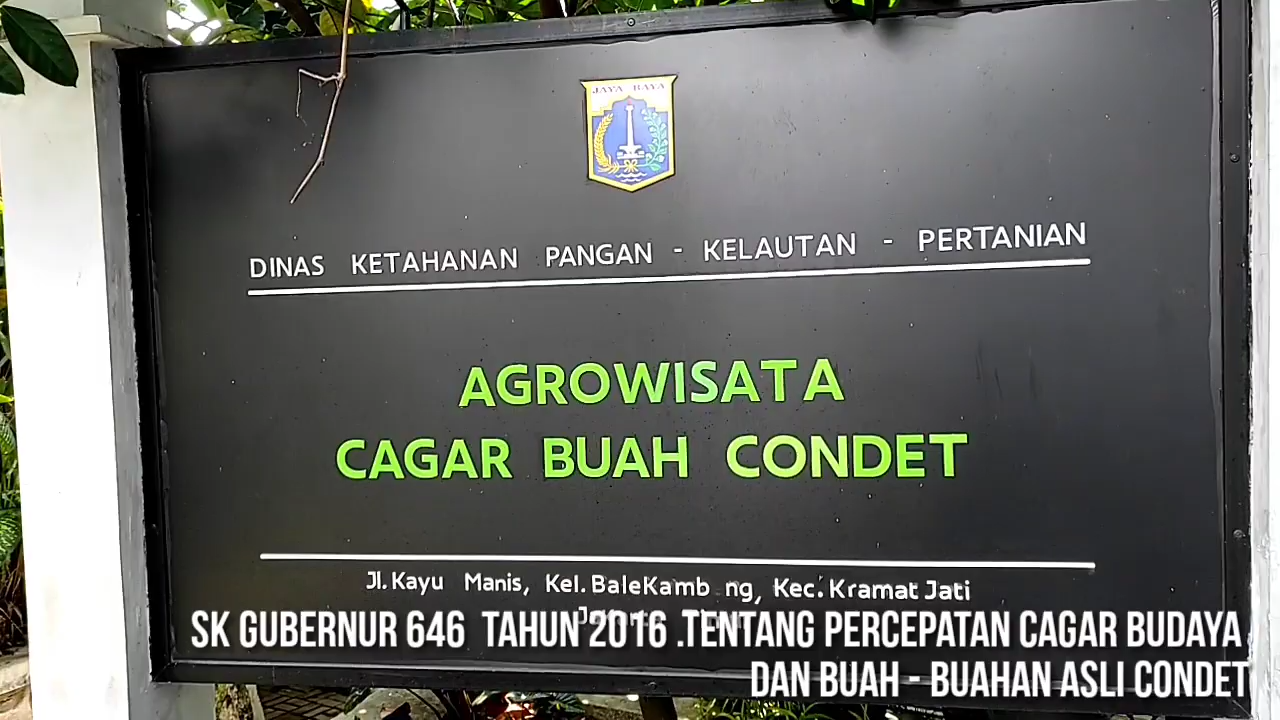 JAYA RAYA
DINAS KETAHANAN PANGAN - KELAUTAN - PERTANIAN
AGROWISATA
CAGAR BUAH CONDET
Jl. Kayu Manis, Kel. BaleKamb ng, Kec. Kramat Jati
SK GUBERNUR 646 TAHUN 2016 .TENTANG PERCEPATAN CAGAR BUDAYA
DAN BUAH - BUAHAN ASLI CONDET